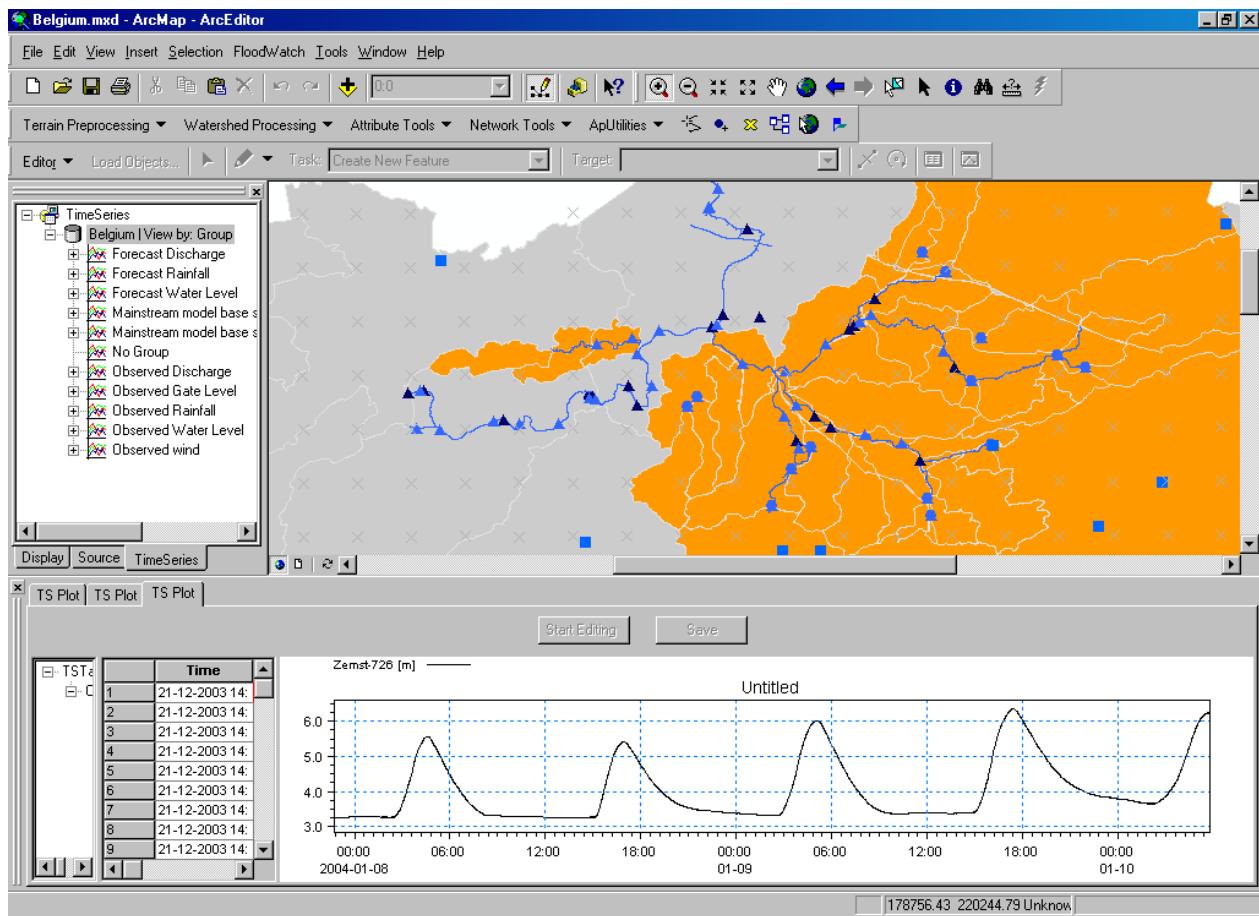 Belgium.mxd - ArcMap - ArcEditor
File Edit View Insert Selection FloodWatch Tools Window Help
0:0
Terrain Preprocessing Watershed Processing Attribute Tools Network Tools ApUtilities
Editor Load Objects... Task: Create New Feature Target:
TimeSeries
Belgium | View by: Group
Forecast Discharge
Forecast Rainfall
Forecast Water Level
Mainstream model base s
Mainstream model base s
No Group
Observed Discharge
Observed Gate Level
Observed Rainfall
Observed Water Level
Observed wind
Display Source TimeSeries
TS Plot TS Plot TS Plot
Start Editing Save
TSTa
Time
1 21-12-2003 14:
2 21-12-2003 14:
3 21-12-2003 14:
4 21-12-2003 14:
5 21-12-2003 14:
6 21-12-2003 14:
7 21-12-2003 14:
8 21-12-2003 14:
9 21-12-2003 14:
Zemst-726 [m]
Untitled
6.0
5.0
4.0
3.0
00:00 06:00 12:00 18:00 00:00 06:00 12:00 18:00 00:00
2004-01-08 01-09 01-10
178756.43 220244.79 Unknow